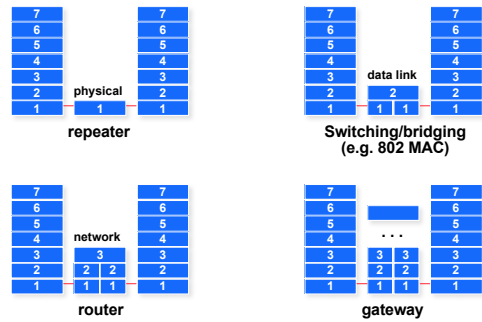 7 7
6 6
5 5
4 4
3 3
2 physical 2
1 1 1
repeater
7 7
6 6
5 5
4 4
3 data link 3
2 2 2
1 1 1 1
Switching/bridging
(e.g. 802 MAC)
7 7
6 6
5 5
4 network 4
3 3 3
2 2 2 2
1 1 1 1
router
7 7
6 6
5 5
4 . . . 4
3 3 3 3
2 2 2 2
1 1 1 1
gateway